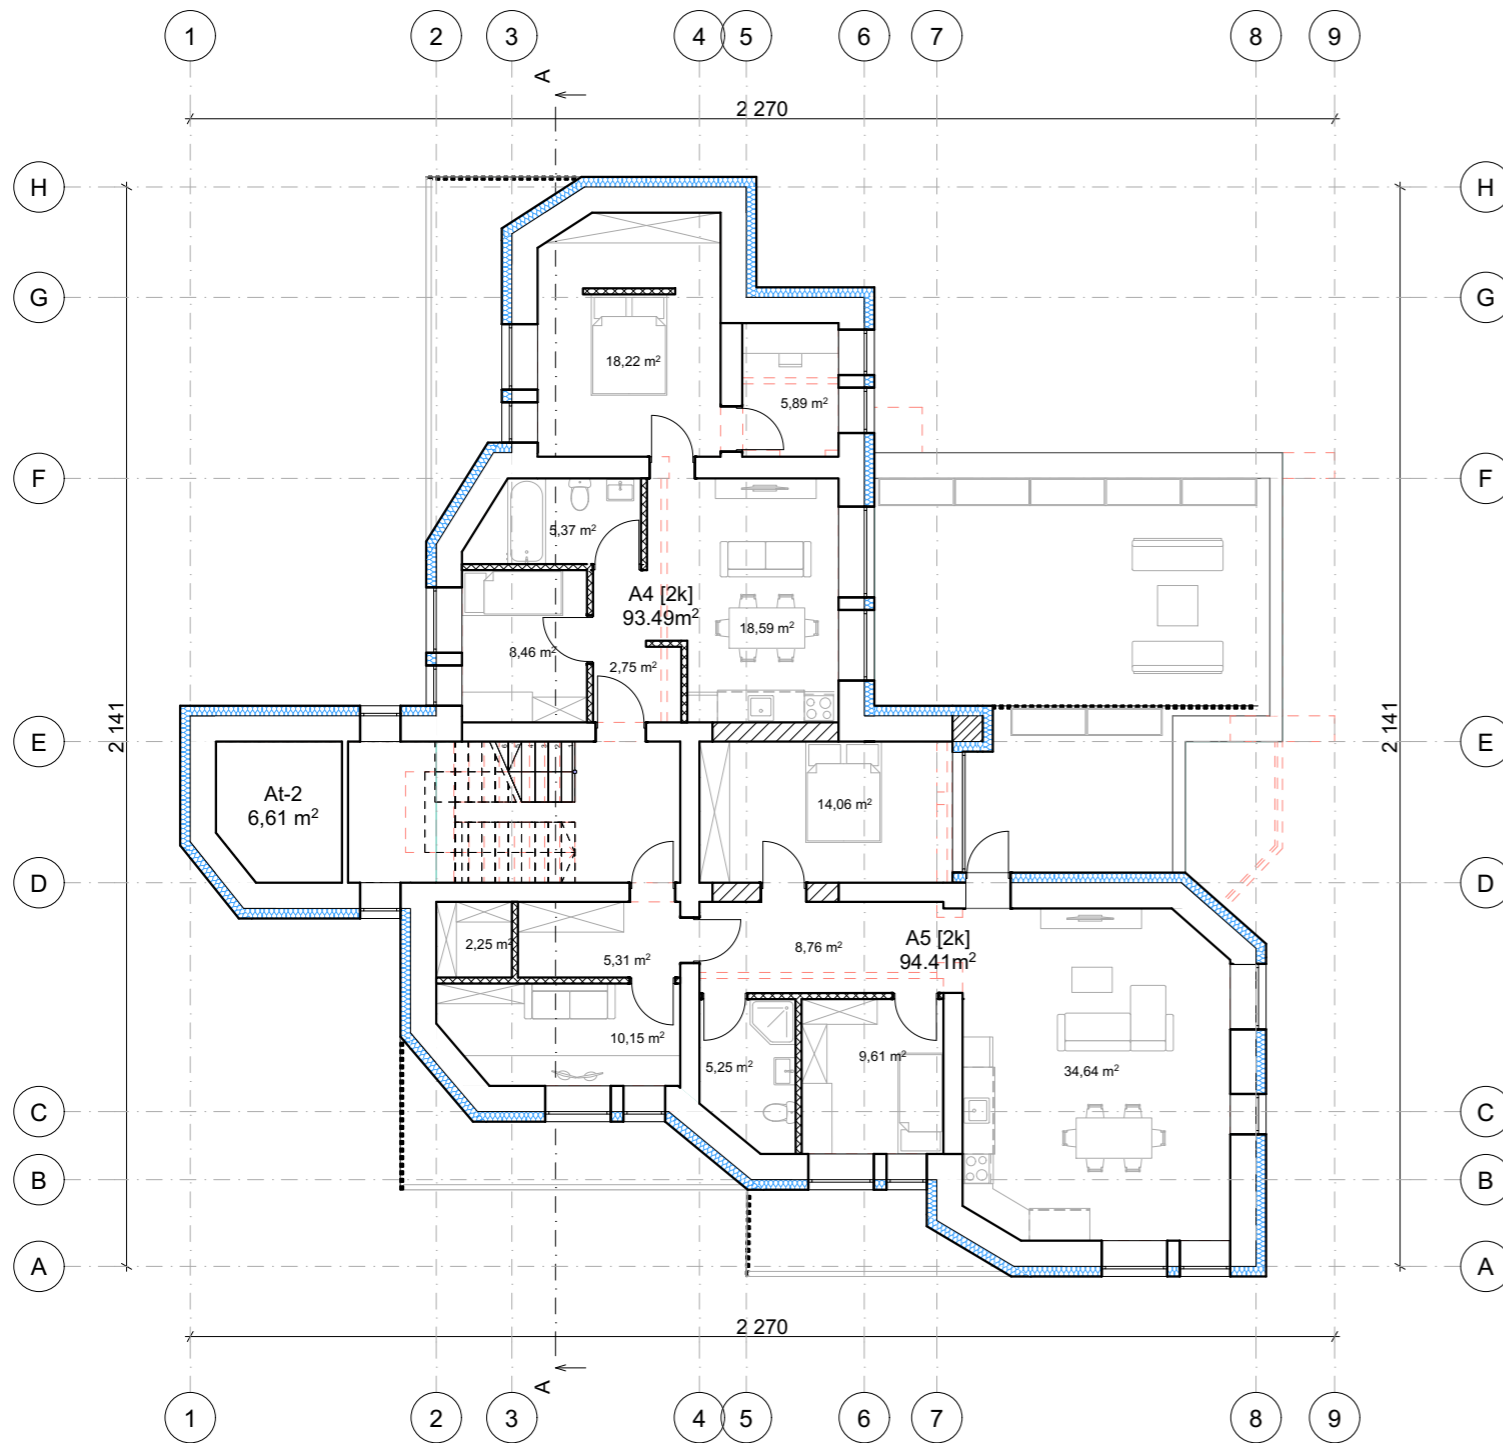 1 2 3 4 5 6 7 8 9
A
2 270
H H
G G
18,22 m²
5,89 m²
F F
5,37 m²
A4 [2k]
93.49m²
18,59 m²
8,46 m²
2,75 m²
2 141 2 141
E E
At-2
6,61 m²
14,06 m²
D D
2,25 m²
5,31 m²
8,76 m²
A5 [2k]
94.41m²
10,15 m²
5,25 m²
9,61 m²
34,64 m²
C C
B B
A A
2 270
A
1 2 3 4 5 6 7 8 9